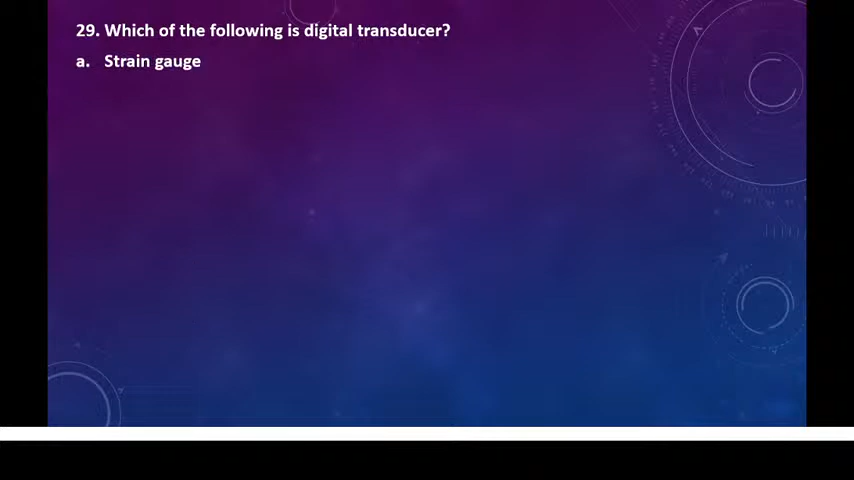 29. Which of the following is digital transducer?
a. Strain gauge